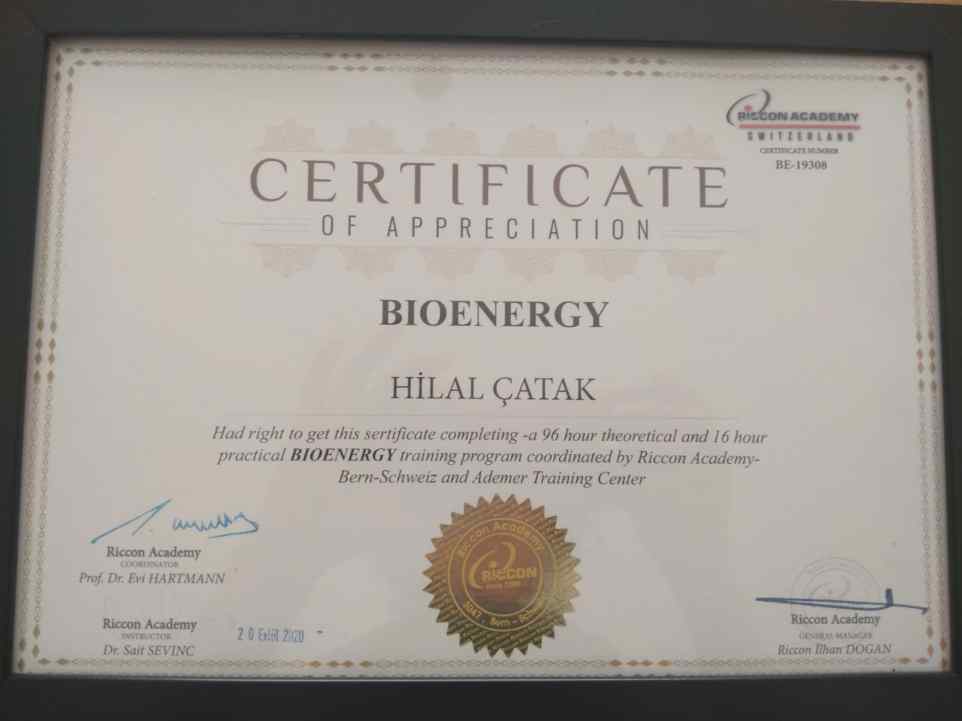 RICCON ACADEMY
SWITZERLAND
CERTIFICATE NUMBER
BE-19308
CERTIFICATE
OF APPRECIATION
BIOENERGY
HİLAL ÇATAK
Had right to get this sertificate completing -a 96 hour theoretical and 16 hour
practical BIOENERGY training program coordinated by Riccon Academy-
Bern-Schweiz and Ademer Training Center
Riccon Academy
COORDINATOR
Prof. Dr. Evi HARTMANN
Riccon Academy
INSTRUCTOR
Dr. Sait SEVINC
2020
Riccon Academy
RICCON
Bern - Schweiz
Riccon Academy
GENERAL MANAGER
Riccon İlhan DOGAN